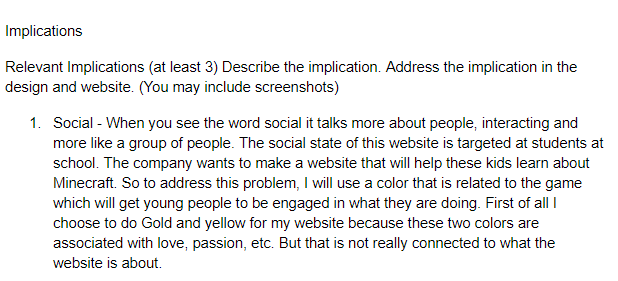 Implications
Relevant Implications (at least 3) Describe the implication. Address the implication in the
design and website. (You may include screenshots)
1. Social - When you see the word social it talks more about people, interacting and
more like a group of people. The social state of this website is targeted at students at
school. The company wants to make a website that will help these kids learn about
Minecraft. So to address this problem, I will use a color that is related to the game
which will get young people to be engaged in what they are doing. First of all I
choose to do Gold and yellow for my website because these two colors are
associated with love, passion, etc. But that is not really connected to what the
website is about.